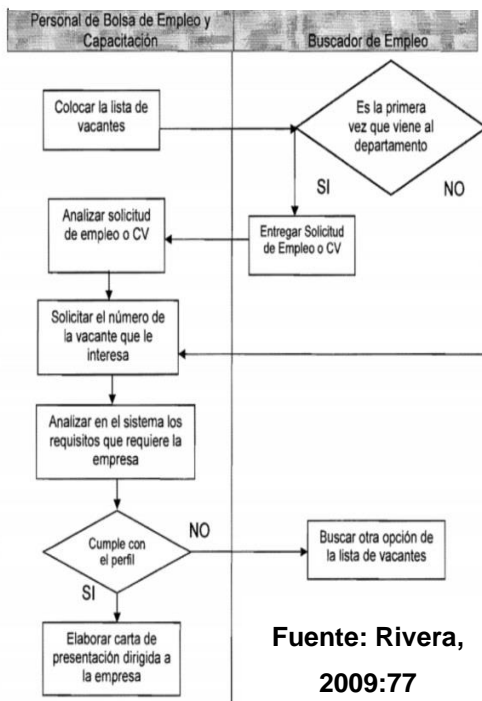 Personal de Bolsa de Empleo y
Capacitación
Buscador de Empleo
Colocar la lista de
vacantes
Es la primera
vez que viene al
departamento
SI
NO
Analizar solicitud
de empleo o CV
Entregar Solicitud
de Empleo o CV
Solicitar el número de
la vacante que le
interesa
Analizar en el sistema los
requisitos que requiere la
empresa
Cumple con
el perfil
NO
SI
Buscar otra opción de
la lista de vacantes
Elaborar carta de
presentación dirigida a
la empresa
Fuente: Rivera,
2009:77